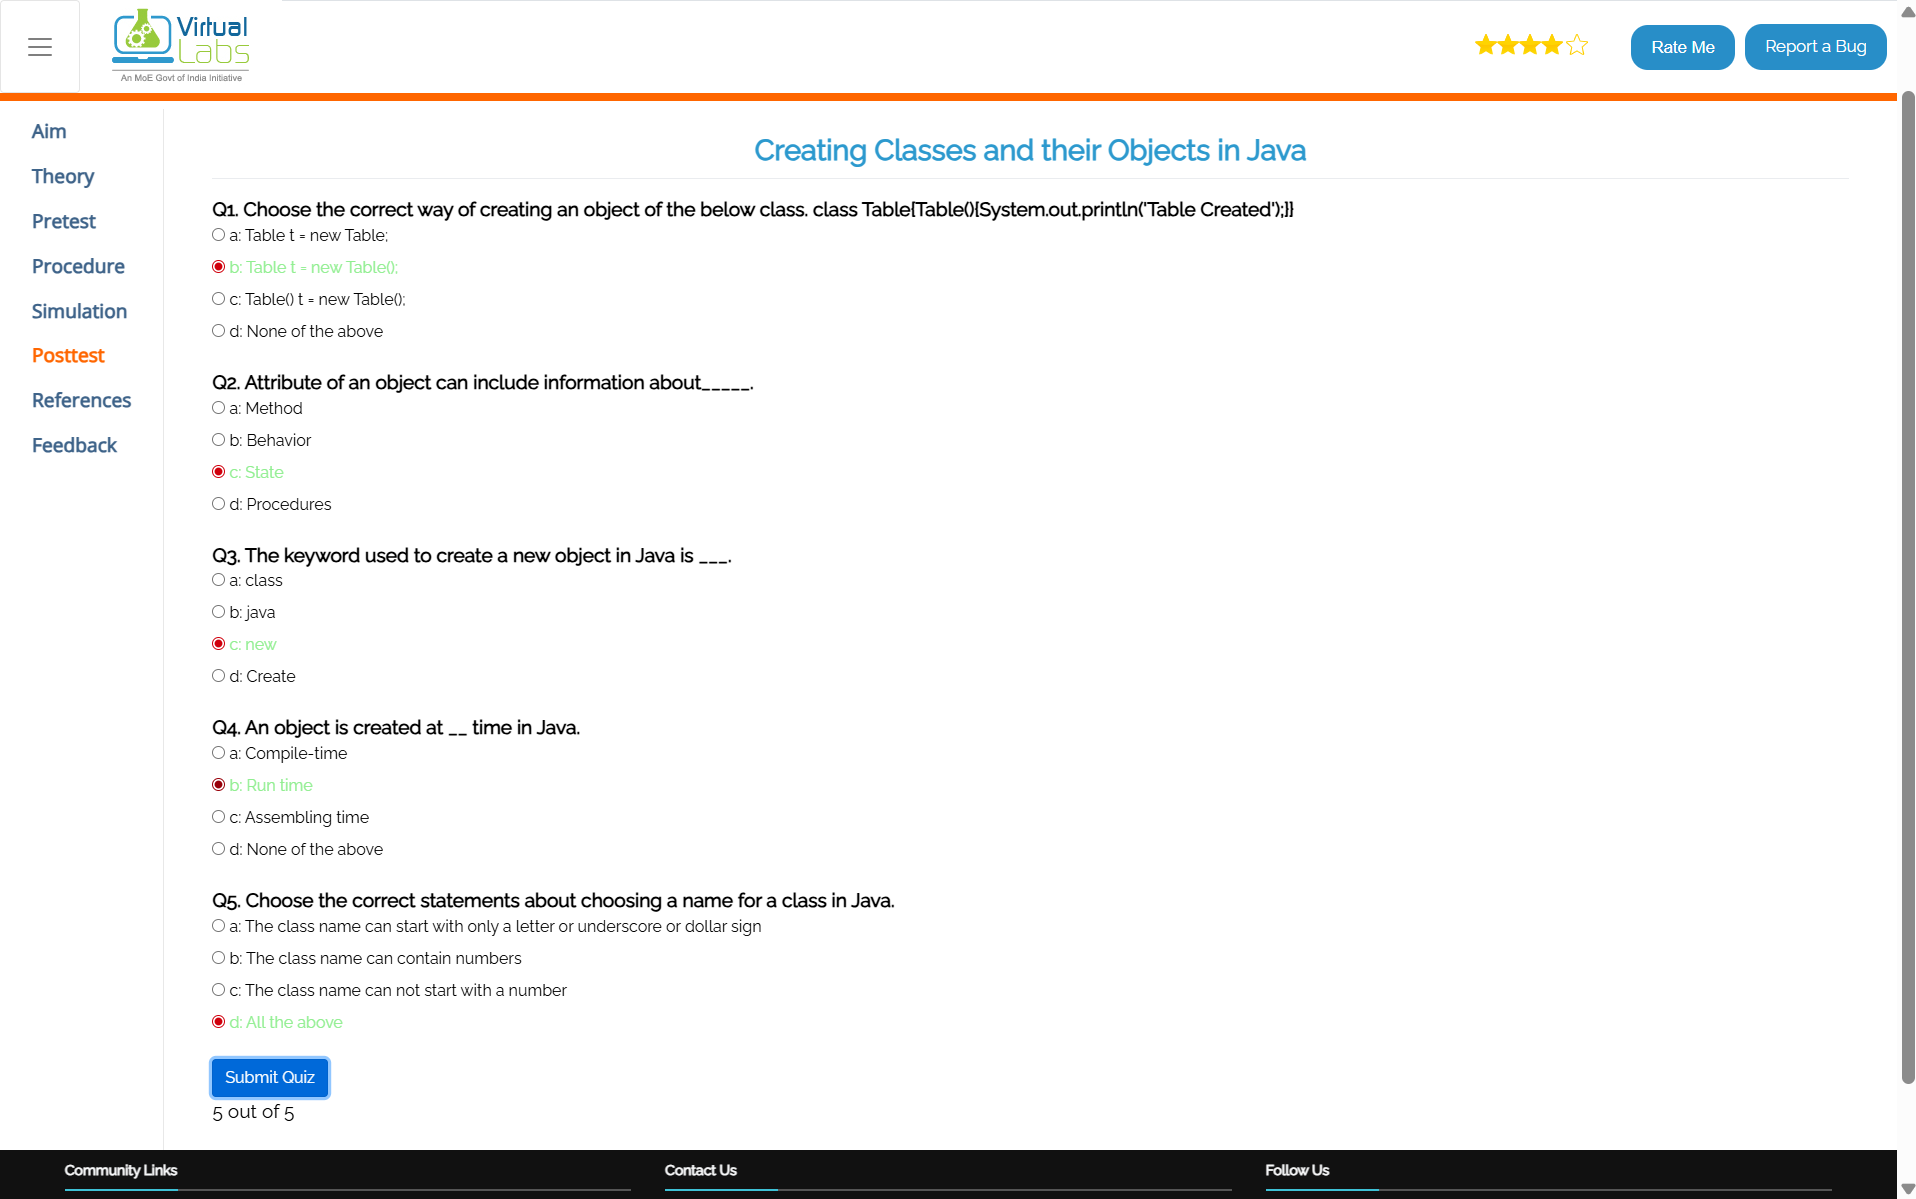 Virtual
Labs
An MoE Govt of India Initiative
Rate Me
Report a Bug
Aim
Theory
Pretest
Procedure
Simulation
Posttest
References
Feedback
Creating Classes and their Objects in Java
Q1. Choose the correct way of creating an object of the below class. class Table{Table(){System.out.println('Table Created');}}
a: Table t = new Table;
b: Table t = new Table();
c: Table() t = new Table();
d: None of the above
Q2. Attribute of an object can include information about_____.
a: Method
b: Behavior
c: State
d: Procedures
Q3. The keyword used to create a new object in Java is ___.
a: class
b: java
c: new
d: Create
Q4. An object is created at __ time in Java.
a: Compile-time
b: Run time
c: Assembling time
d: None of the above
Q5. Choose the correct statements about choosing a name for a class in Java.
a: The class name can start with only a letter or underscore or dollar sign
b: The class name can contain numbers
c: The class name can not start with a number
d: All the above
Submit Quiz
5 out of 5
Community Links
Contact Us
Follow Us